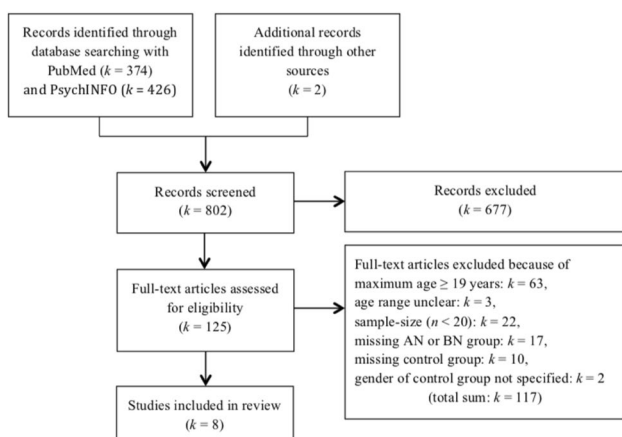 Records identified through
database searching with
PubMed (k = 374)
and PsychINFO (k = 426)
Additional records
identified through other
sources
(k = 2)
Records screened
(k = 802)
Records excluded
(k = 677)
Full-text articles assessed
for eligibility
(k = 125)
Full-text articles excluded because of
maximum age ≥ 19 years: k = 63,
age range unclear: k = 3,
sample-size (n < 20): k = 22,
missing AN or BN group: k = 17,
missing control group: k = 10,
gender of control group not specified: k = 2
(total sum: k = 117)
Studies included in review
(k = 8)